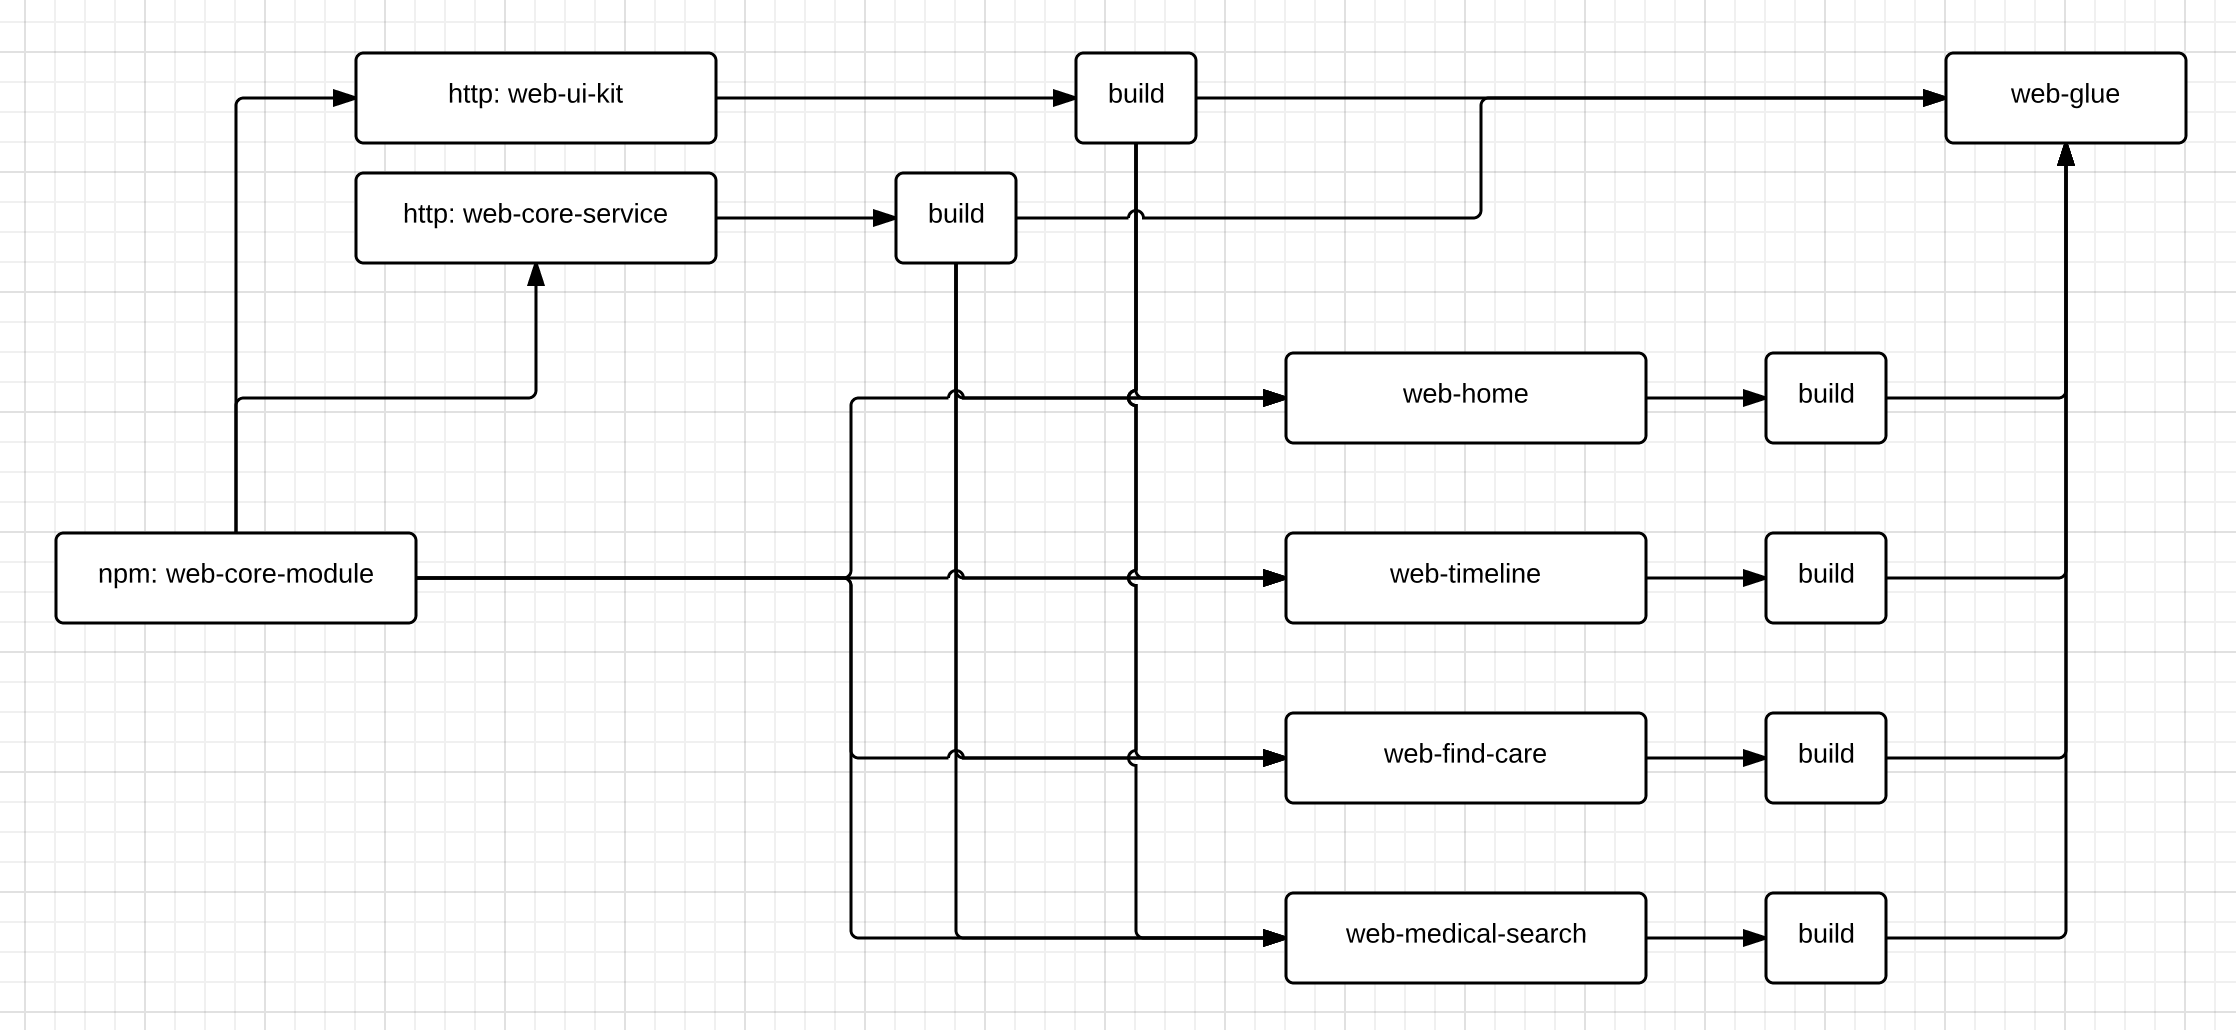 http: web-ui-kit
build
web-glue
http: web-core-service
build
web-home
build
npm: web-core-module
web-timeline
build
web-find-care
build
web-medical-search
build